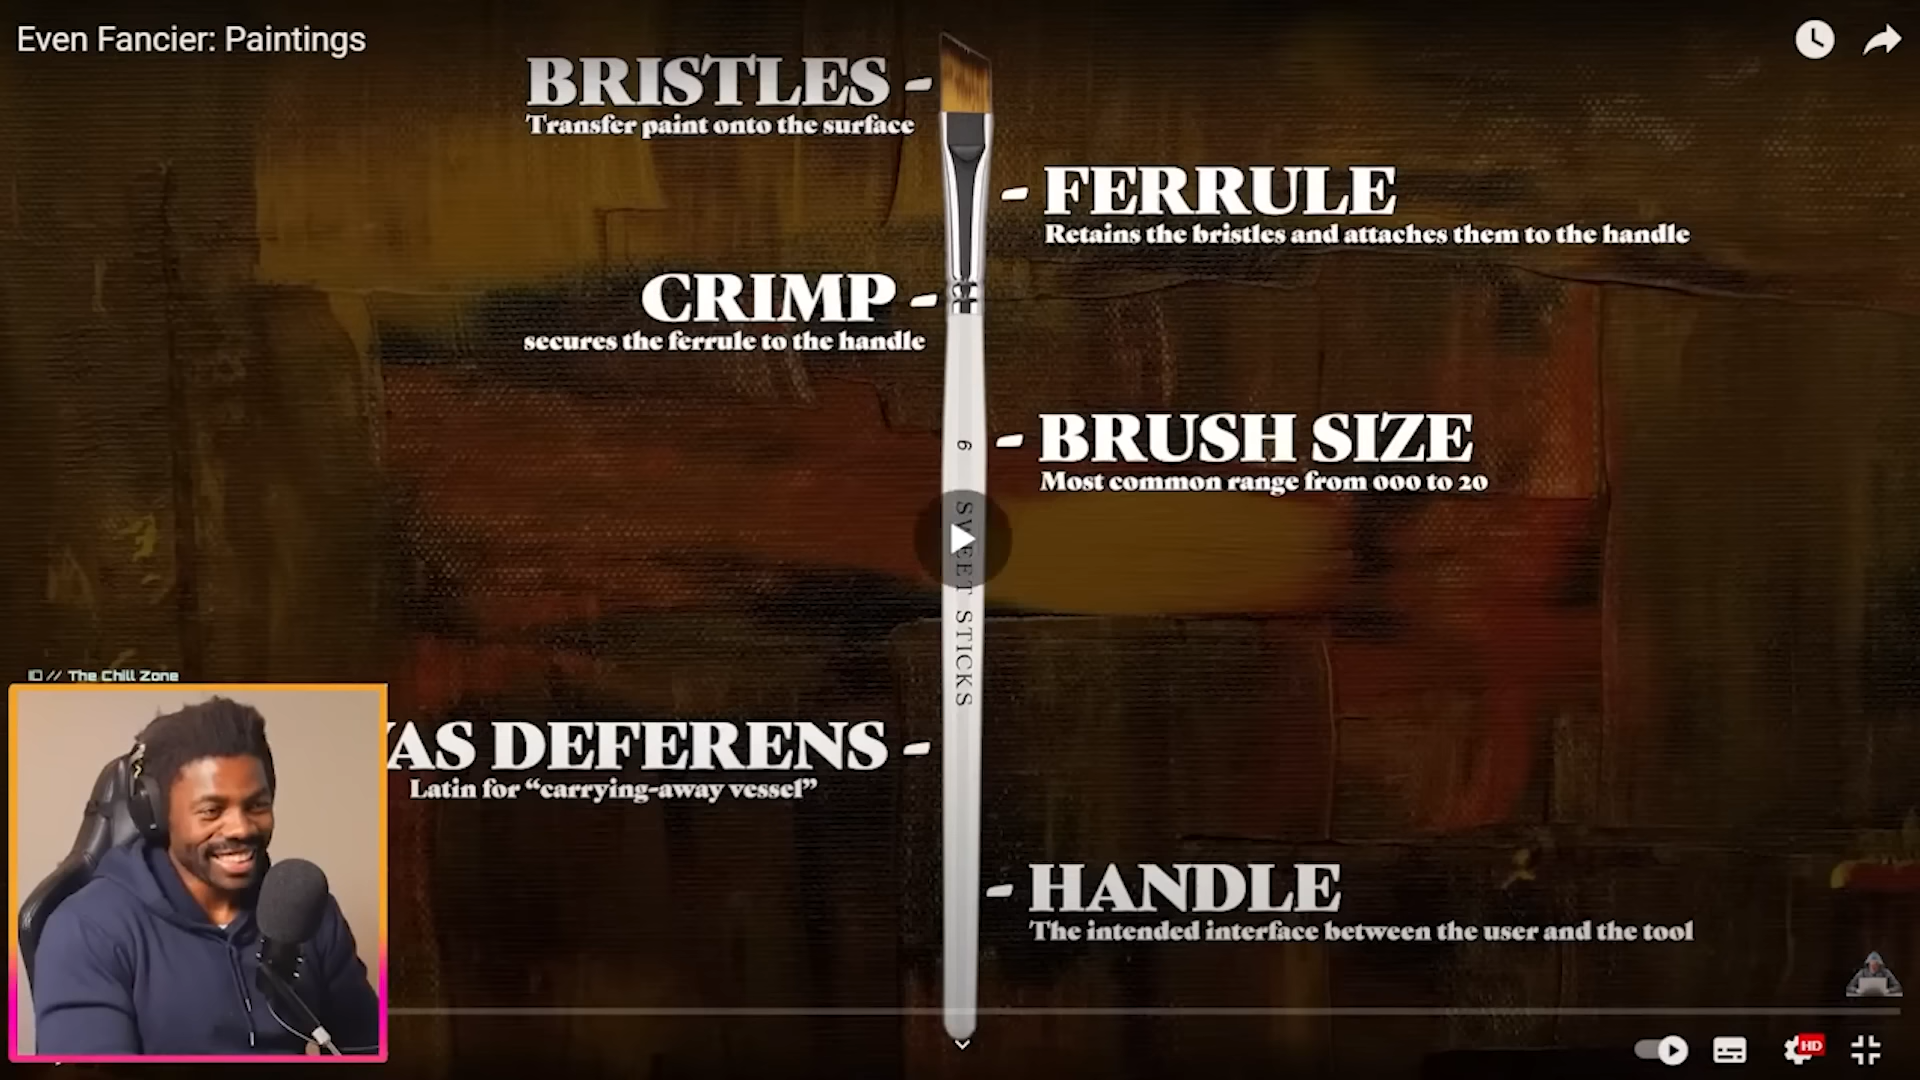 Even Fancier: Paintings
BRISTLES -
Transfer paint onto the surface
- FERRULE
Retains the bristles and attaches them to the handle
CRIMP -
secures the ferrule to the handle
- BRUSH SIZE
Most common range from 000 to 20
6
SWEET STICKS
// The Chill Zone
VAS DEFERENS -
Latin for “carrying-away vessel”
- HANDLE
The intended interface between the user and the tool
HD